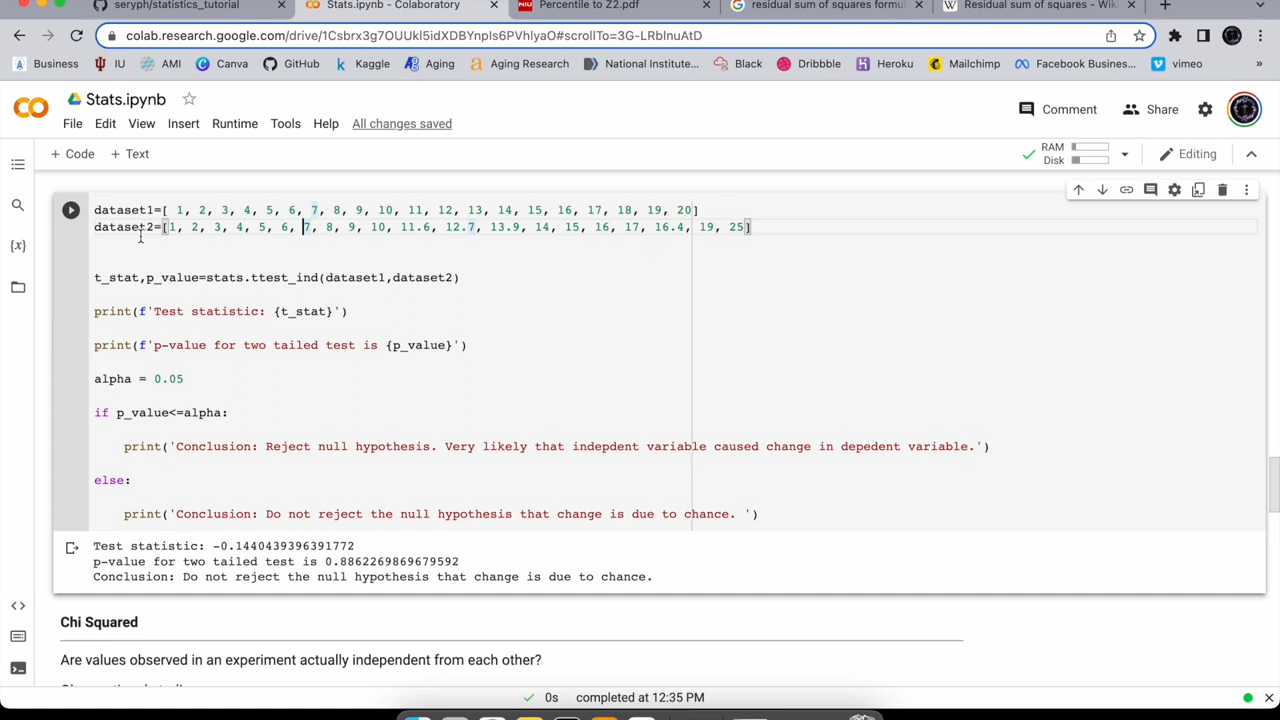 seryph/statistics_tutorial
Stats.ipynb - Colaboratory
Percentile to Z2.pdf
residual sum of squares formul
Residual sum of squares - Wiki
colab.research.google.com/drive/1Csbrx3g7OUUkl5idXDBYnpls6PVhlyaO#scrollTo=3G-LRblnuAtD
Business
IU
AMI
Canva
GitHub
Kaggle
Aging
Aging Research
National Institute...
Black
Dribbble
Heroku
Mailchimp
Facebook Busines...
vimeo
»
Stats.ipynb
Comment
Share
File Edit View Insert Runtime Tools Help All changes saved
+ Code + Text
RAM
Disk
Editing
dataset1=[ 1, 2, 3, 4, 5, 6, 7, 8, 9, 10, 11, 12, 13, 14, 15, 16, 17, 18, 19, 20]
dataset2=[1, 2, 3, 4, 5, 6, 7, 8, 9, 10, 11.6, 12.7, 13.9, 14, 15, 16, 17, 16.4, 19, 25]
t_stat,p_value=stats.ttest_ind(dataset1,dataset2)
print(f'Test statistic: {t_stat}')
print(f'p-value for two tailed test is {p_value}')
alpha = 0.05
if p_value<=alpha:
print('Conclusion: Reject null hypothesis. Very likely that indepdent variable caused change in depedent variable.')
else:
print('Conclusion: Do not reject the null hypothesis that change is due to chance. ')
Test statistic: -0.1440439396391772
p-value for two tailed test is 0.8862269869679592
Conclusion: Do not reject the null hypothesis that change is due to chance.
Chi Squared
Are values observed in an experiment actually independent from each other?
0s completed at 12:35 PM